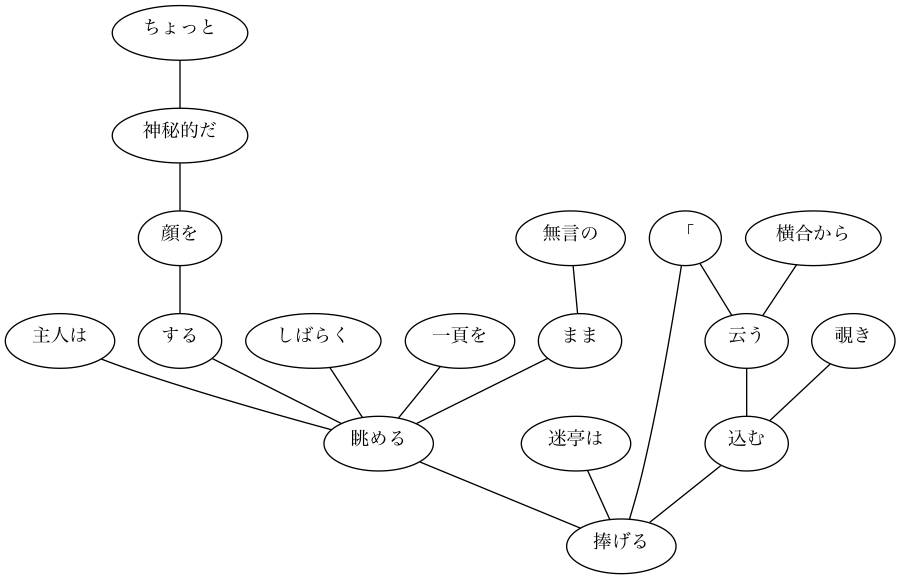 ちょっと
神秘的だ
顔を
無言の
「
横合から
主人は
する
しばらく
一頁を
まま
云う
覗き
眺める
迷亭は
込む
捧げる